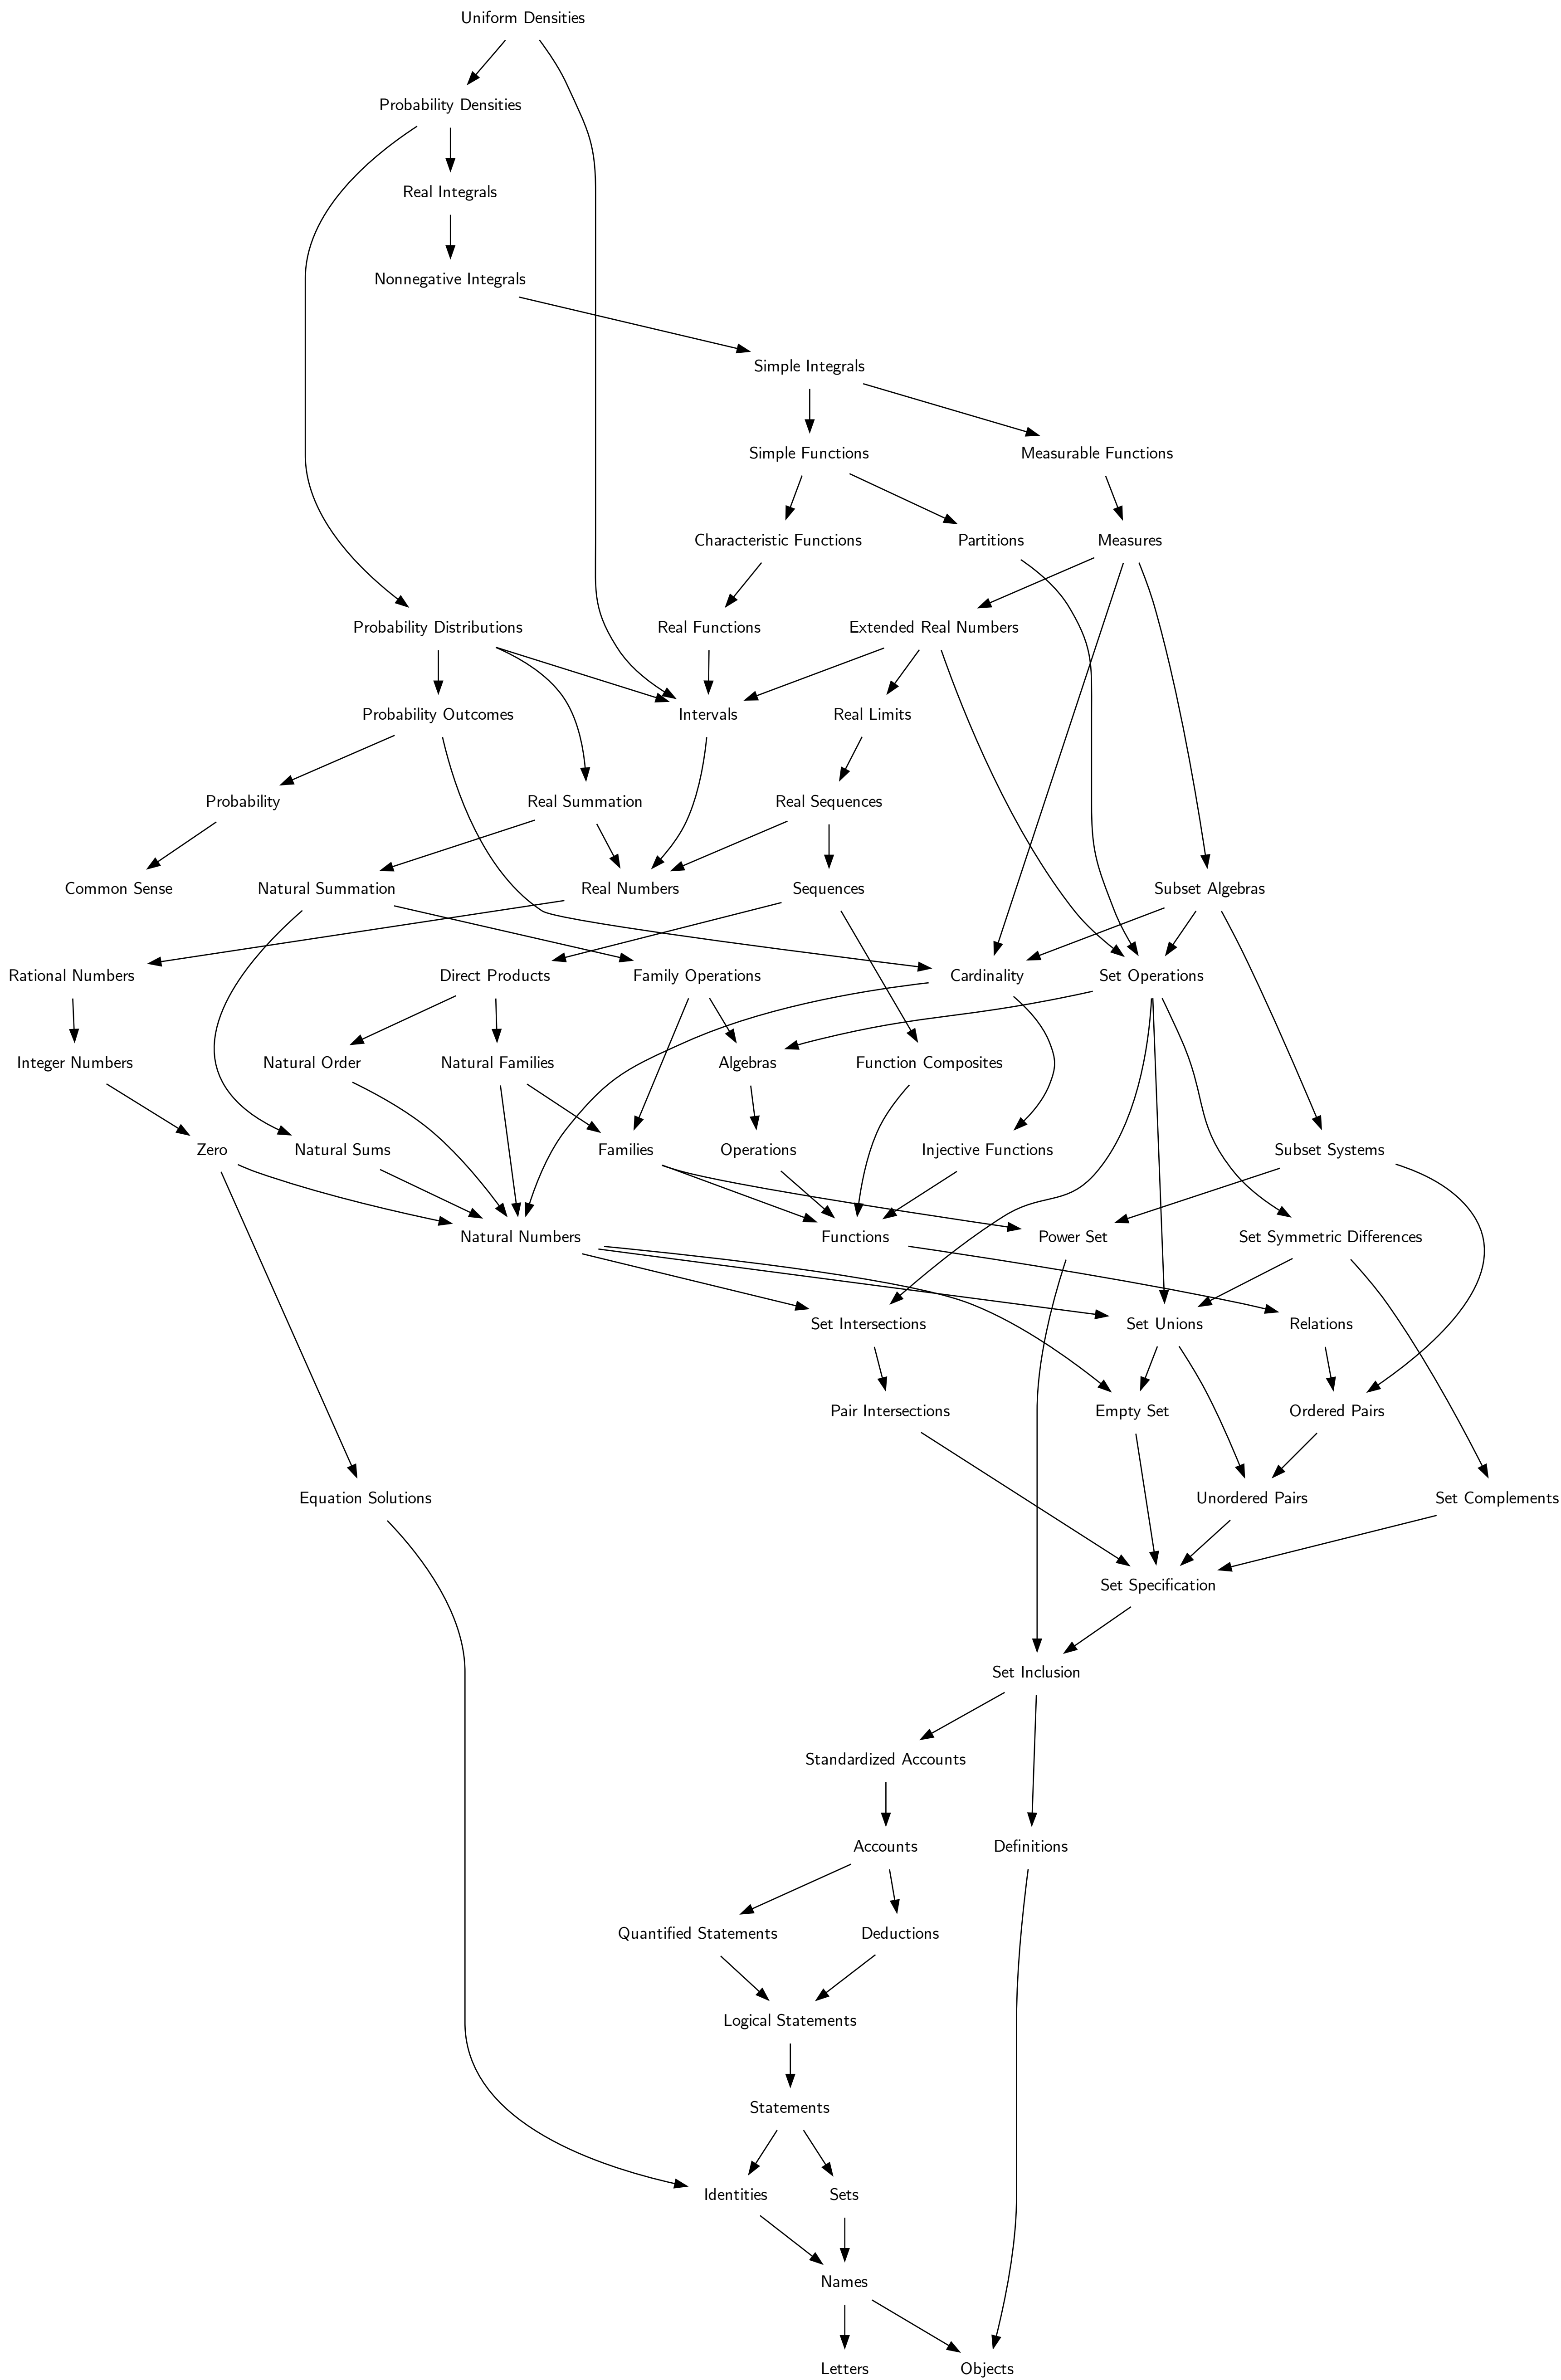 Uniform Densities
Probability Densities
Real Integrals
Nonnegative Integrals
Simple Integrals
Simple Functions
Measurable Functions
Characteristic Functions
Partitions
Measures
Probability Distributions
Real Functions
Extended Real Numbers
Probability Outcomes
Intervals
Real Limits
Probability
Real Summation
Real Sequences
Common Sense
Natural Summation
Real Numbers
Sequences
Subset Algebras
Rational Numbers
Direct Products
Family Operations
Cardinality
Set Operations
Integer Numbers
Natural Order
Natural Families
Algebras
Function Composites
Zero
Natural Sums
Families
Operations
Injective Functions
Subset Systems
Natural Numbers
Functions
Power Set
Set Symmetric Differences
Set Intersections
Set Unions
Relations
Pair Intersections
Empty Set
Ordered Pairs
Equation Solutions
Unordered Pairs
Set Complements
Set Specification
Set Inclusion
Standardized Accounts
Accounts
Definitions
Quantified Statements
Deductions
Logical Statements
Statements
Identities
Sets
Names
Letters
Objects